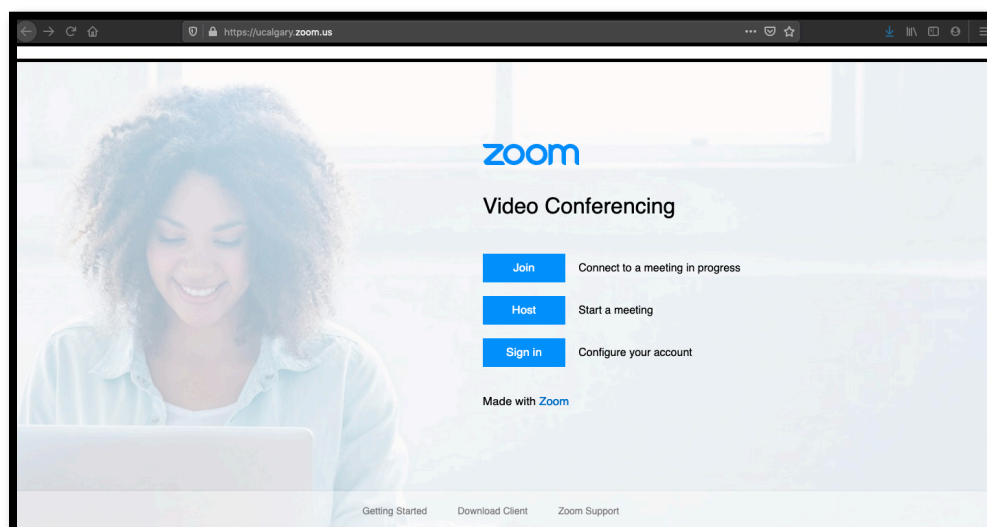 https://ucalgary.zoom.us
zoom
Video Conferencing
Join Connect to a meeting in progress
Host Start a meeting
Sign in Configure your account
Made with Zoom
Getting Started Download Client Zoom Support